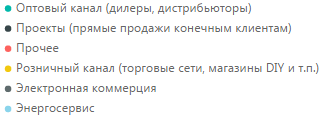 Оптовый канал (дилеры, дистрибьюторы)
Проекты (прямые продажи конечным клиентам)
Прочее
Розничный канал (торговые сети, магазины DIY и т.п.)
Электронная коммерция
Энергосервис